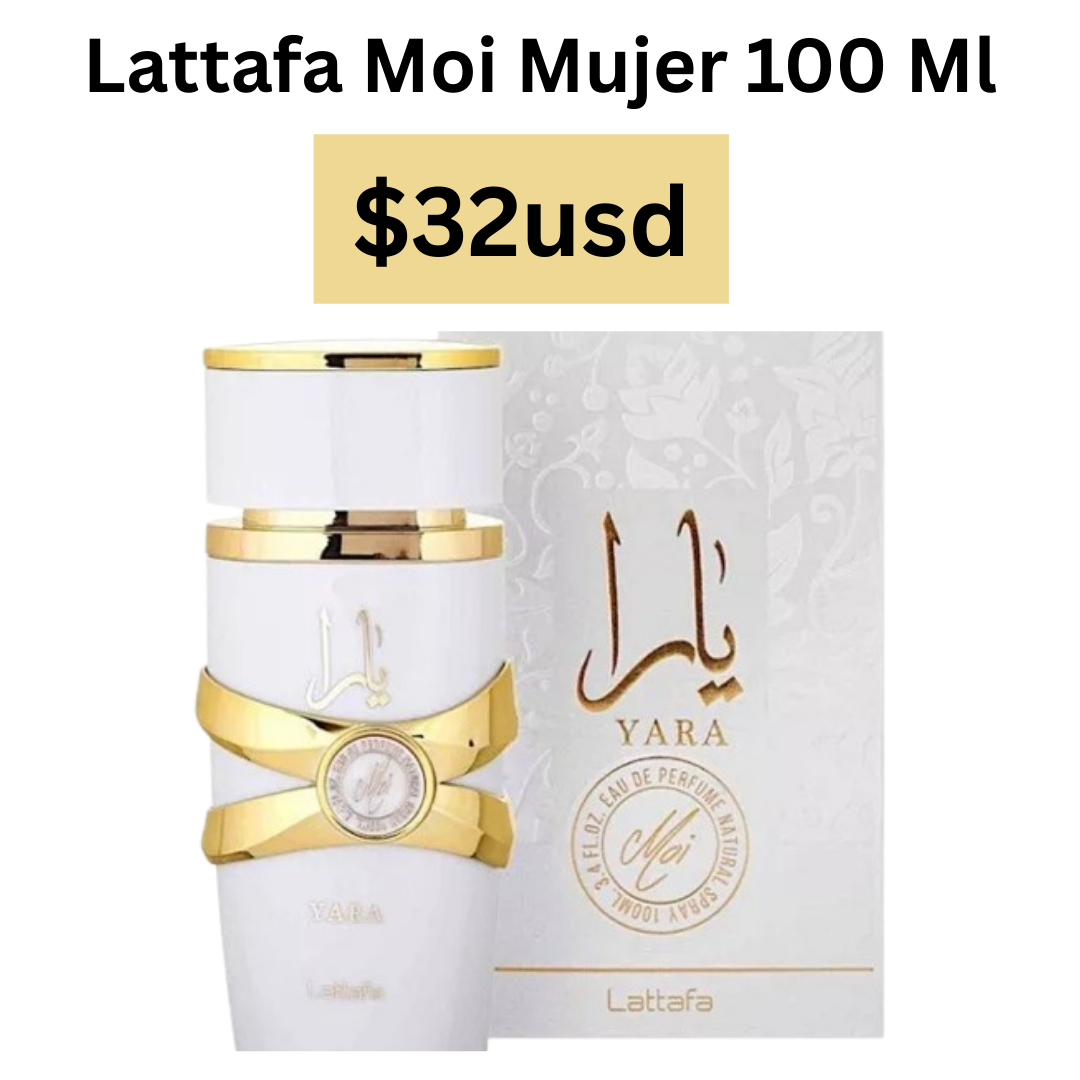 Lattafa Moi Mujer 100 Ml
$32usd
يارا
YARA
Lattafa
يارا
YARA
3.4 FL.OZ. EAU DE PERFUME NATURAL SPRAY 100ML.
Moi
Lattafa